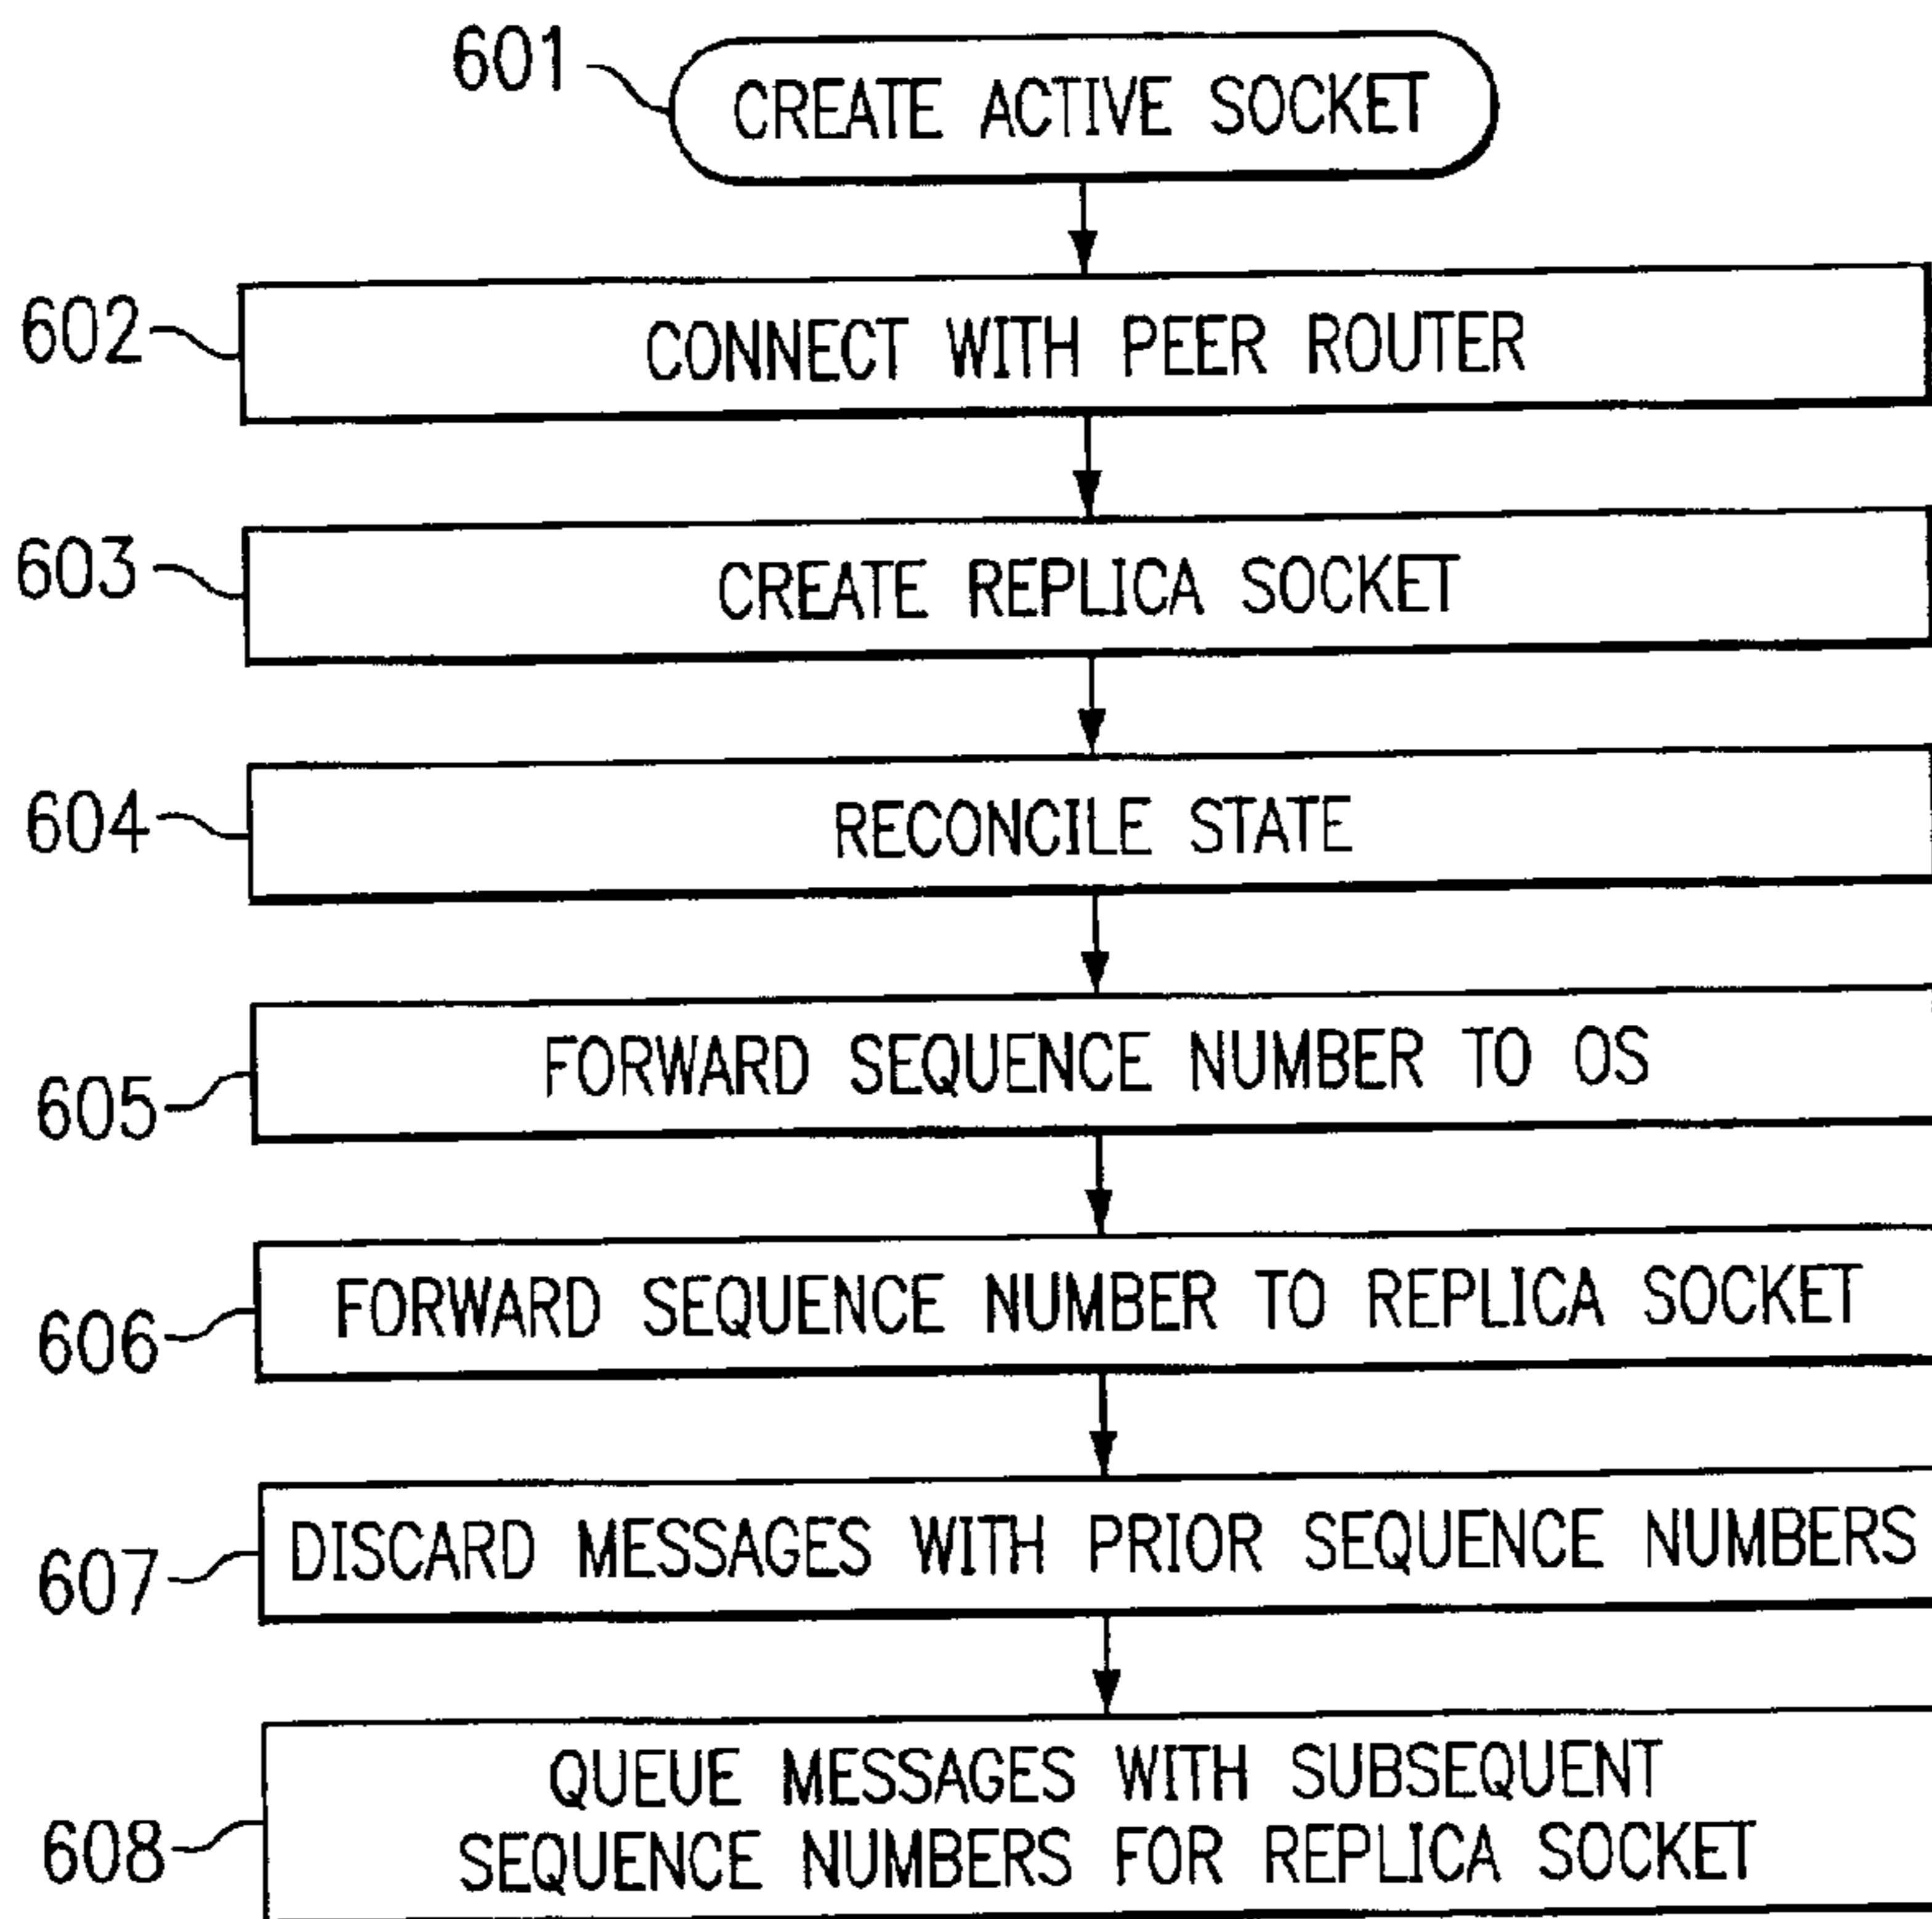 601
CREATE ACTIVE SOCKET
602
CONNECT WITH PEER ROUTER
603
CREATE REPLICA SOCKET
604
RECONCILE STATE
605
FORWARD SEQUENCE NUMBER TO OS
606
FORWARD SEQUENCE NUMBER TO REPLICA SOCKET
607
DISCARD MESSAGES WITH PRIOR SEQUENCE NUMBERS
608
QUEUE MESSAGES WITH SUBSEQUENT
SEQUENCE NUMBERS FOR REPLICA SOCKET